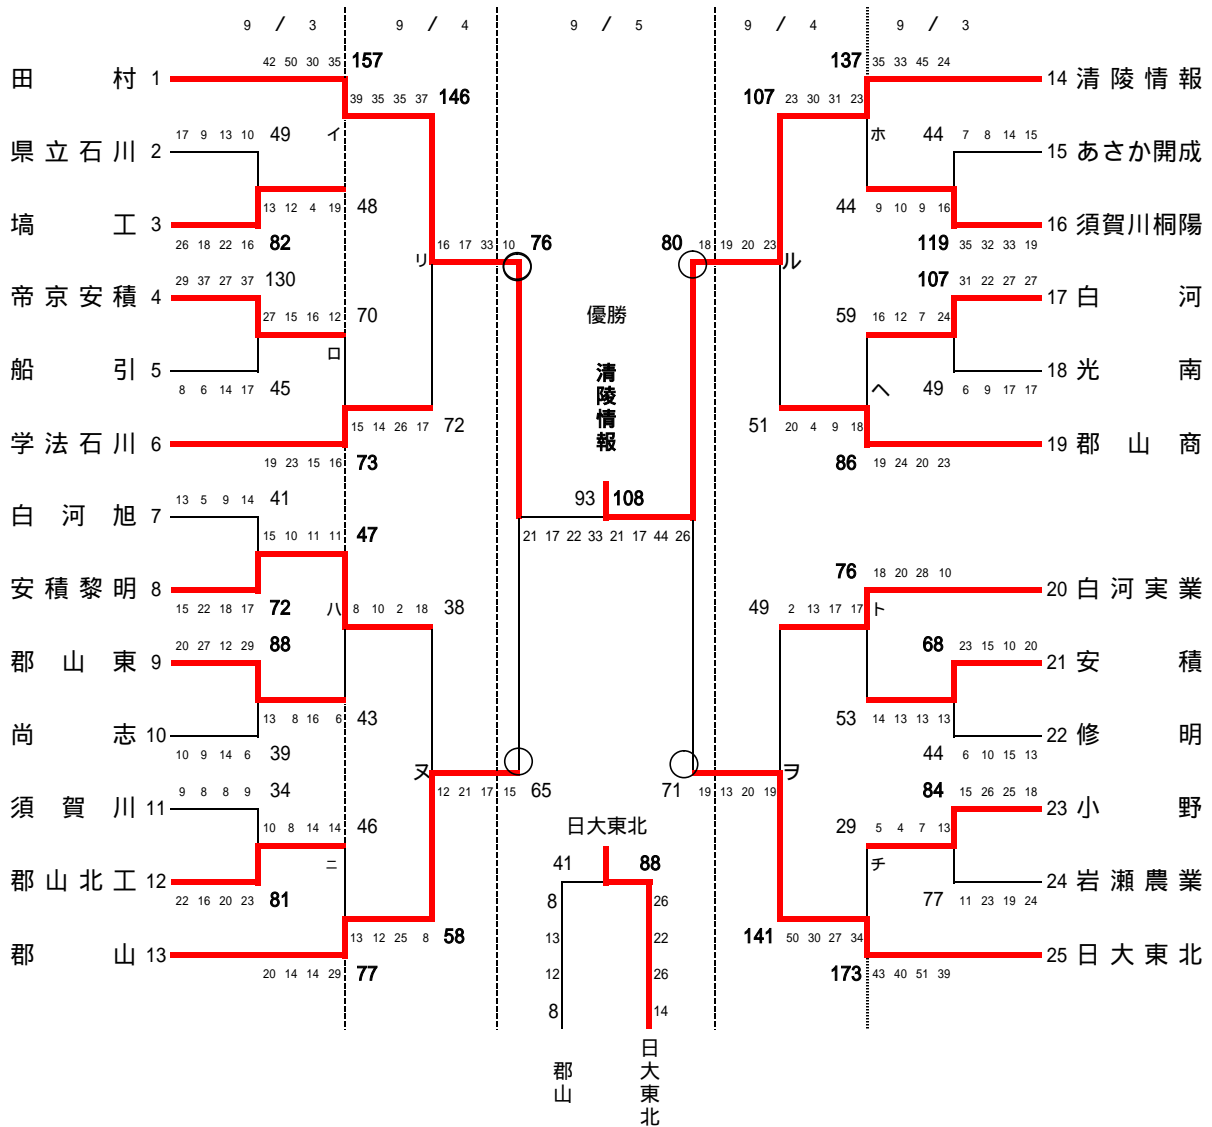 9 / 3 9 / 4 9 / 5 9 / 4 9 / 3
42 50 30 35 157
田村 1
39 35 35 37 146
17 9 13 10 49 イ
県立石川 2
13 12 4 19 48
塙工 3
26 18 22 16 82
29 37 27 37 130
帝京安積 4
27 15 16 12 70
ロ
船引 5
8 6 14 17 45
15 14 26 17 72
学法石川 6
19 23 15 16 73
リ 16 17 33 10 76
13 5 9 14 41
白河旭 7
15 10 11 11 47
安積黎明 8
15 22 18 17 72
ハ 8 10 2 18 38
20 27 12 29 88
郡山東 9
13 8 16 6 43
尚志 10
10 9 14 6 39
ヌ 12 21 17 15 65
9 8 8 9 34
須賀川 11
10 8 14 14 46
ニ
郡山北工 12
22 16 20 23 81
13 12 25 8 58
郡山 13
20 14 14 29 77
優勝
清陵情報
93 108
21 17 22 33 21 17 44 26
日大東北
41 88
8 26
13 22
12 26
8 14
郡山
日大東北
137 35 33 45 24
14 清陵情報
107 23 30 31 23
ホ 44 7 8 14 15
15 あさか開成
44 9 10 9 16
16 須賀川桐陽
119 35 32 33 19
80 18 19 20 23 ル
107 31 22 27 27
17 白河
59 16 12 7 24
18 光南
ヘ 49 6 9 17 17
51 20 4 9 18
19 郡山商
86 19 24 20 23
76 18 20 28 10
20 白河実業
49 2 13 17 17 ト
68 23 15 10 20
21 安積
53 14 13 13 13
22 修明
44 6 10 15 13
71 19 13 20 19 ヲ
84 15 26 25 18
23 小野
29 5 4 7 13
チ
24 岩瀬農業
77 11 23 19 24
141 50 30 27 34
25 日大東北
173 43 40 51 39